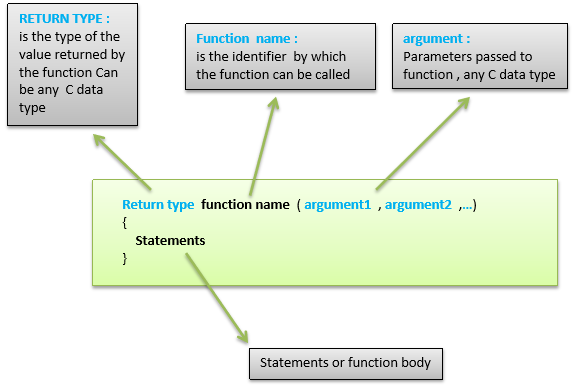 RETURN TYPE :
is the type of the
value returned by
the function Can
be any C data
type
Function name :
is the identifier by which
the function can be called
argument :
Parameters passed to
function , any C data type
Return type function name ( argument1 , argument2 ,...)
{
Statements
}
Statements or function body